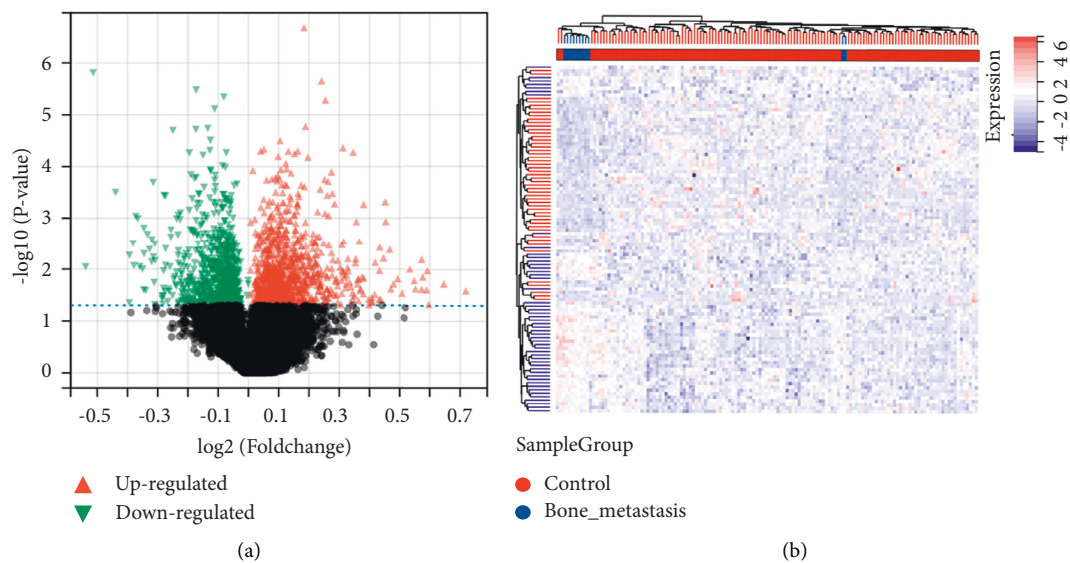 7
6
5
4
3
2
1
0
-log10 (P-value)
-0.5
-0.3
-0.1
0.1
0.3
0.5
0.7
log2 (Foldchange)
Up-regulated
Down-regulated
(a)
Expression
-4 -2 0 2 4 6
SampleGroup
Control
Bone_metastasis
(b)